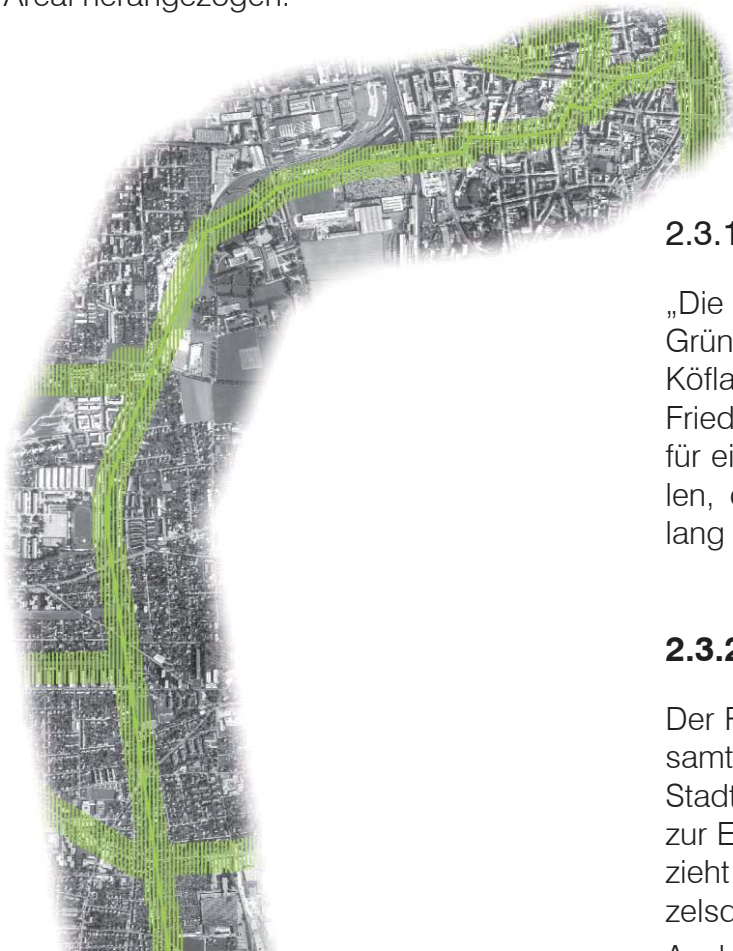 Areal herangezogen.
2.3.1
„Die
Grün
Köfla
Fried
für ei
len,
lang
2.3.2
Der
samt
Stadt
zur E
zieht
zelsd